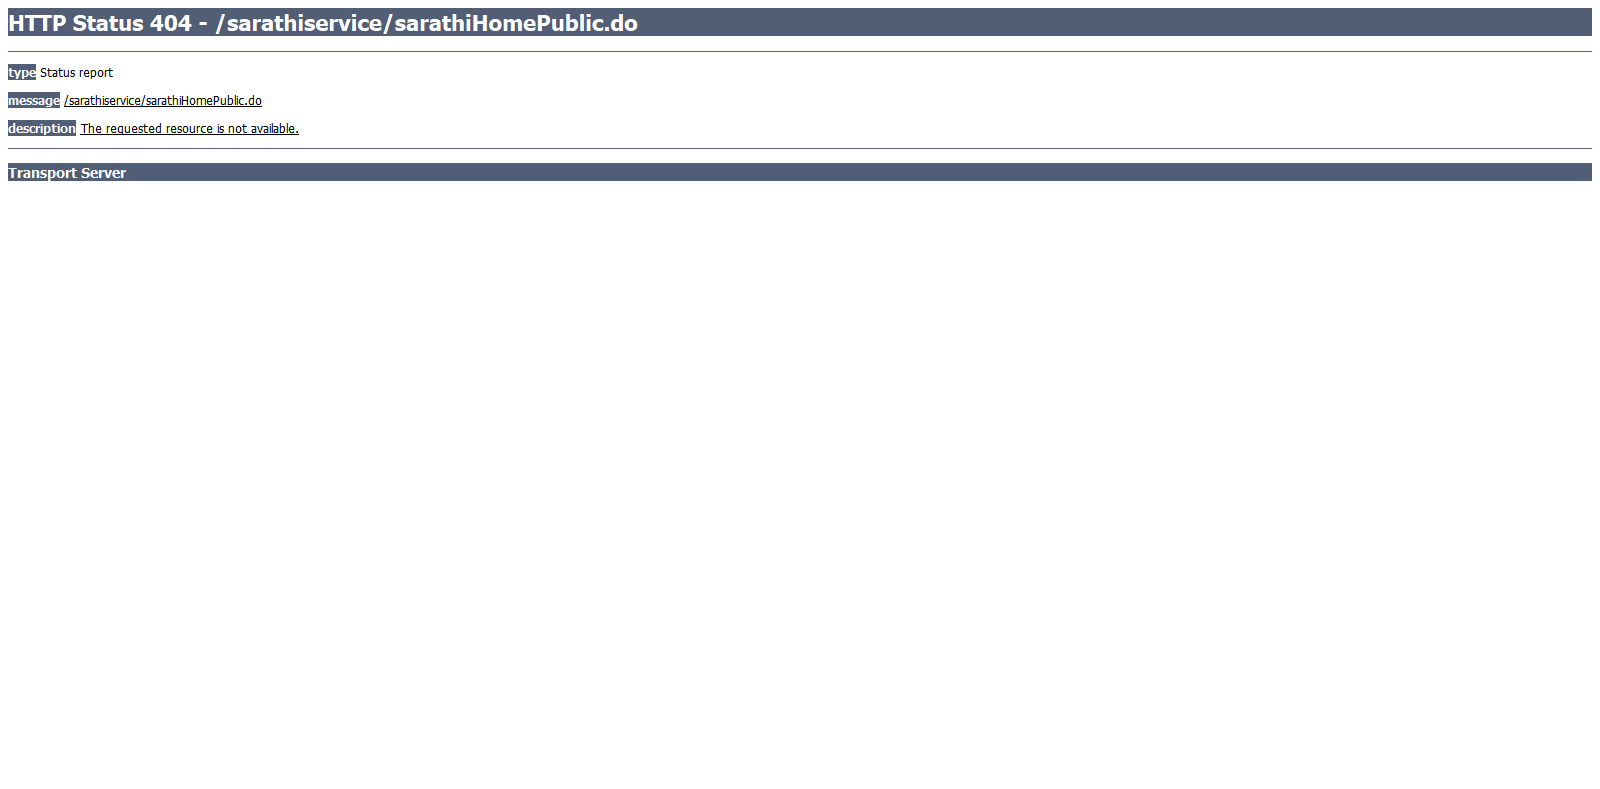 HTTP Status 404 - /sarathiservice/sarathiHomePublic.do
type Status report
message /sarathiservice/sarathiHomePublic.do
description The requested resource is not available.
Transport Server